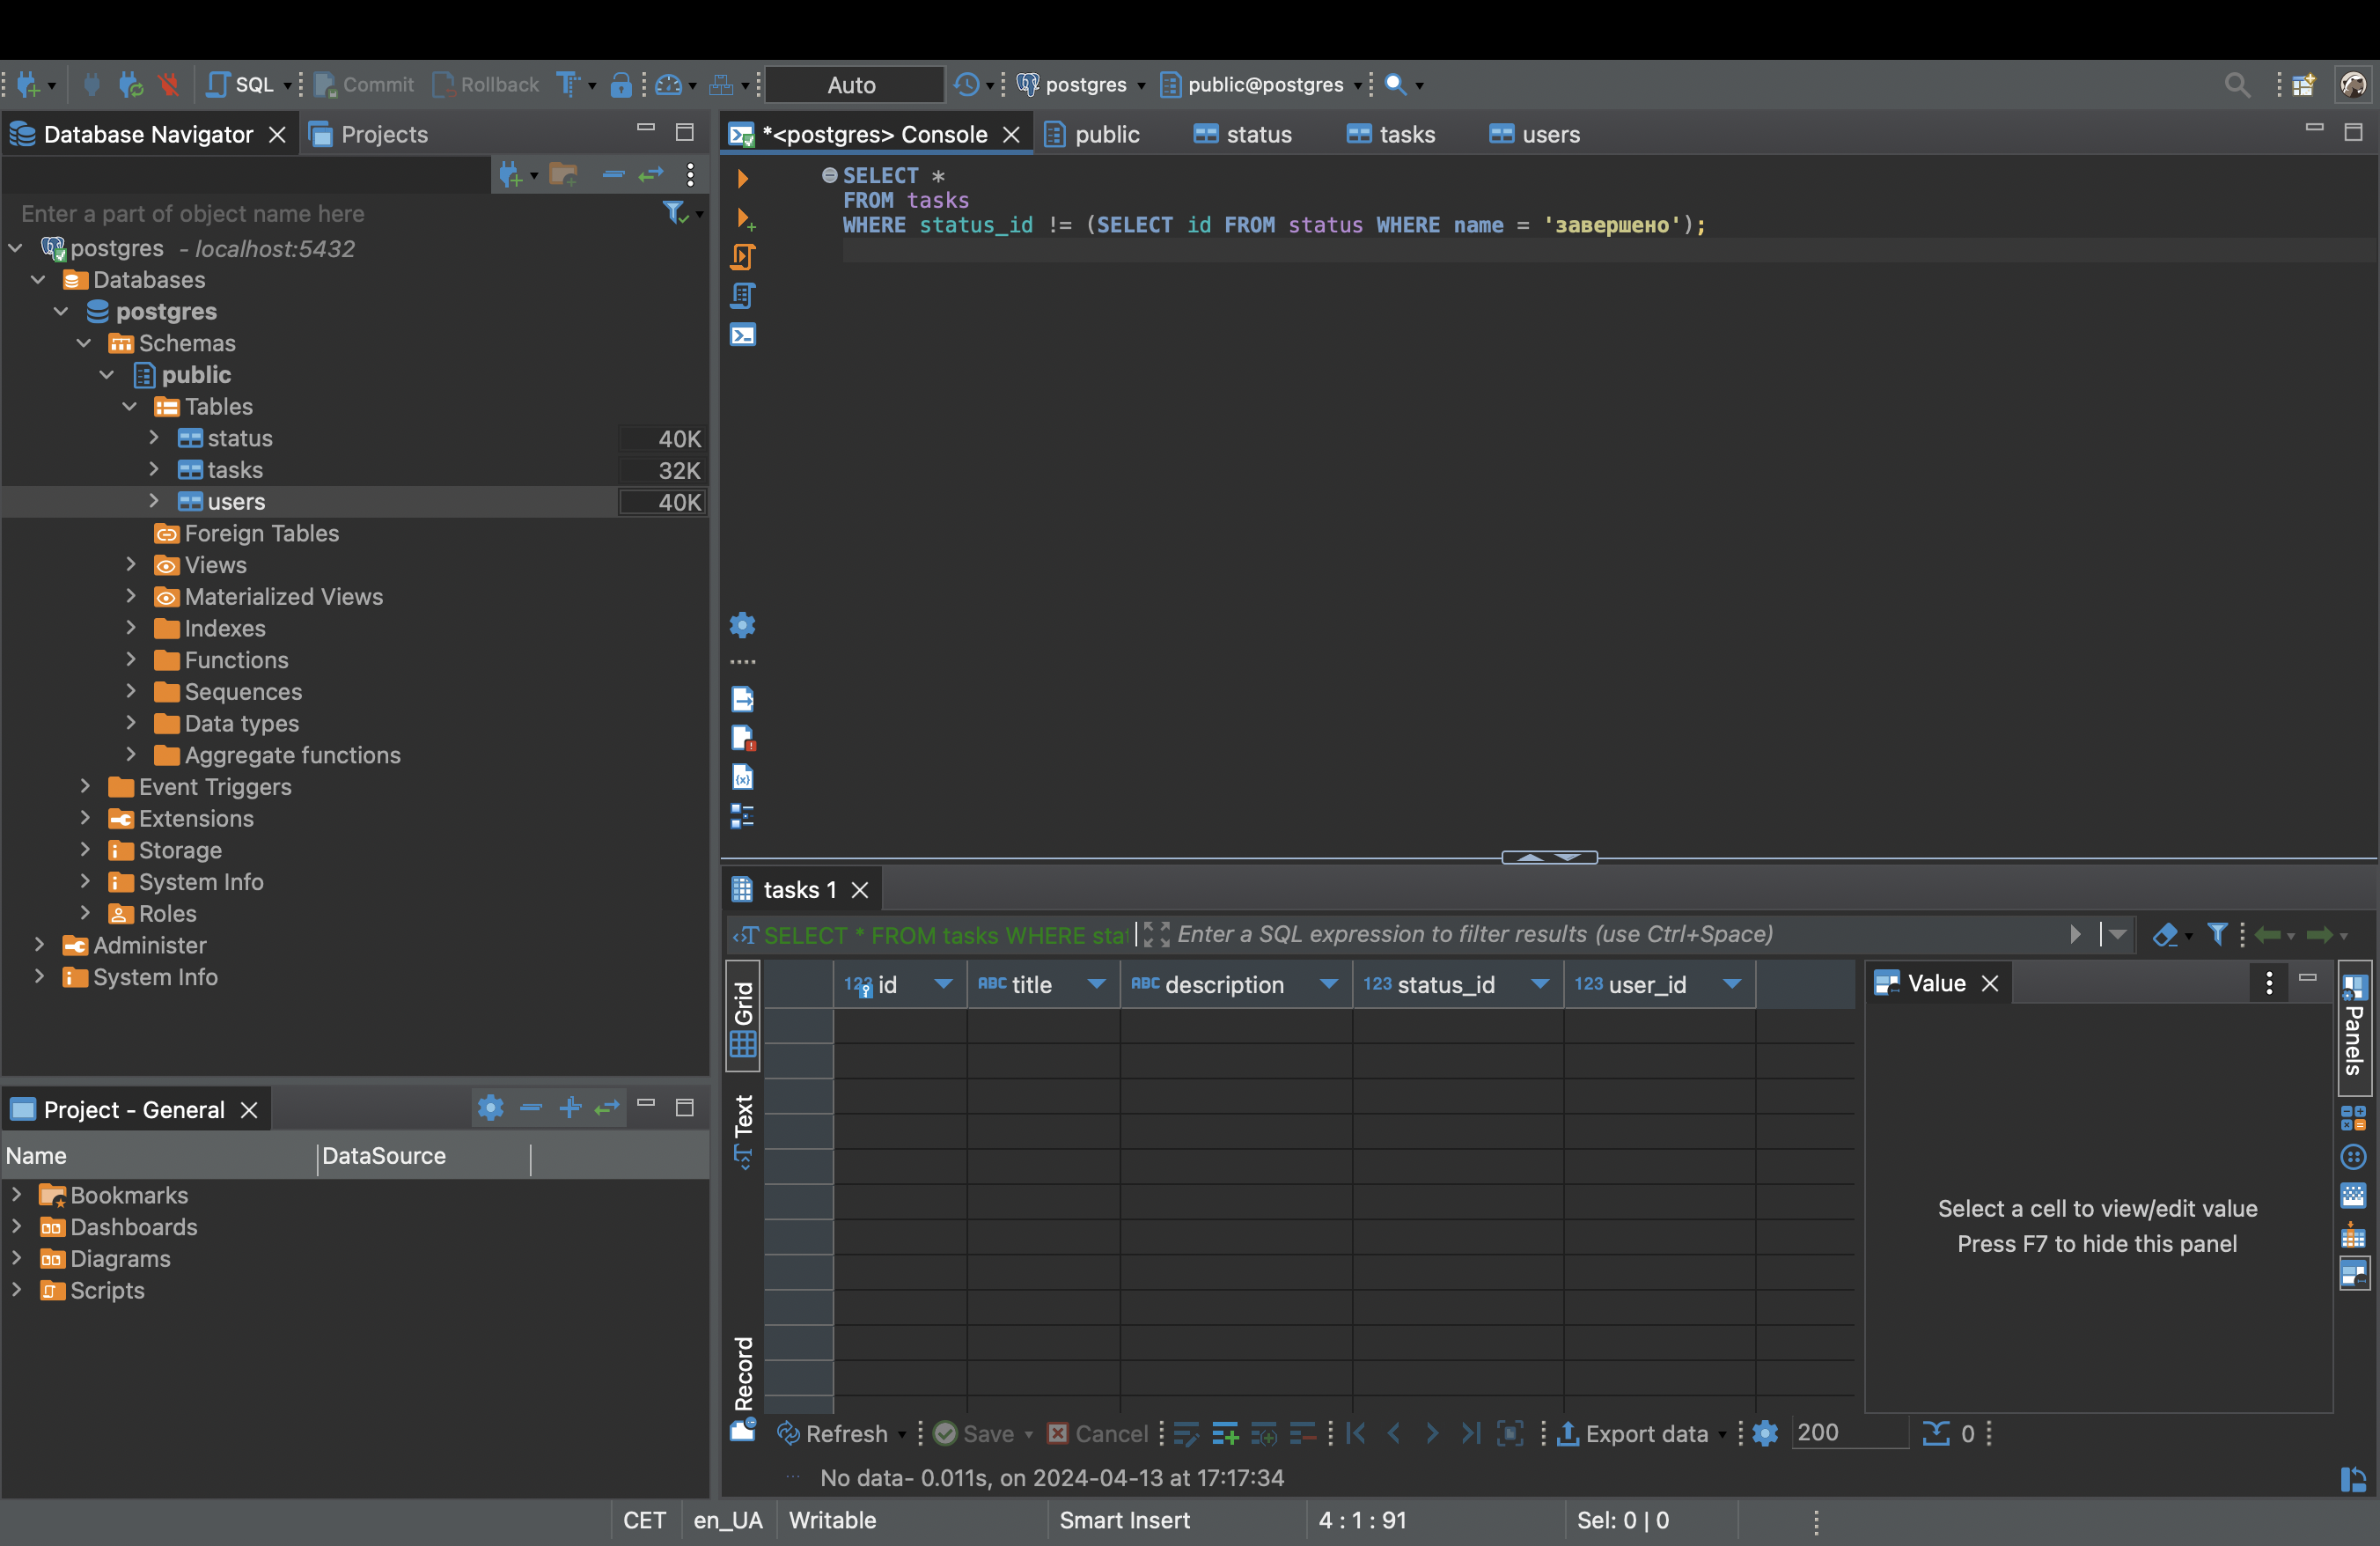 SQL
Commit
Rollback
Auto
postgres
public@postgres
Database Navigator
Projects
*<postgres> Console
public
status
tasks
users
Enter a part of object name here
postgres - localhost:5432
Databases
postgres
Schemas
public
Tables
status 40K
tasks 32K
users 40K
Foreign Tables
Views
Materialized Views
Indexes
Functions
Sequences
Data types
Aggregate functions
Event Triggers
Extensions
Storage
System Info
Roles
Administer
System Info
SELECT *
FROM tasks
WHERE status_id != (SELECT id FROM status WHERE name = 'завершено');
tasks 1
SELECT * FROM tasks WHERE stat
Enter a SQL expression to filter results (use Ctrl+Space)
Grid
Text
Record
123 id
ABC title
ABC description
123 status_id
123 user_id
Value
Panels
Select a cell to view/edit value
Press F7 to hide this panel
Project - General
Name
DataSource
Bookmarks
Dashboards
Diagrams
Scripts
Refresh
Save
Cancel
Export data
200
0
No data- 0.011s, on 2024-04-13 at 17:17:34
CET
en_UA
Writable
Smart Insert
4 : 1 : 91
Sel: 0 | 0